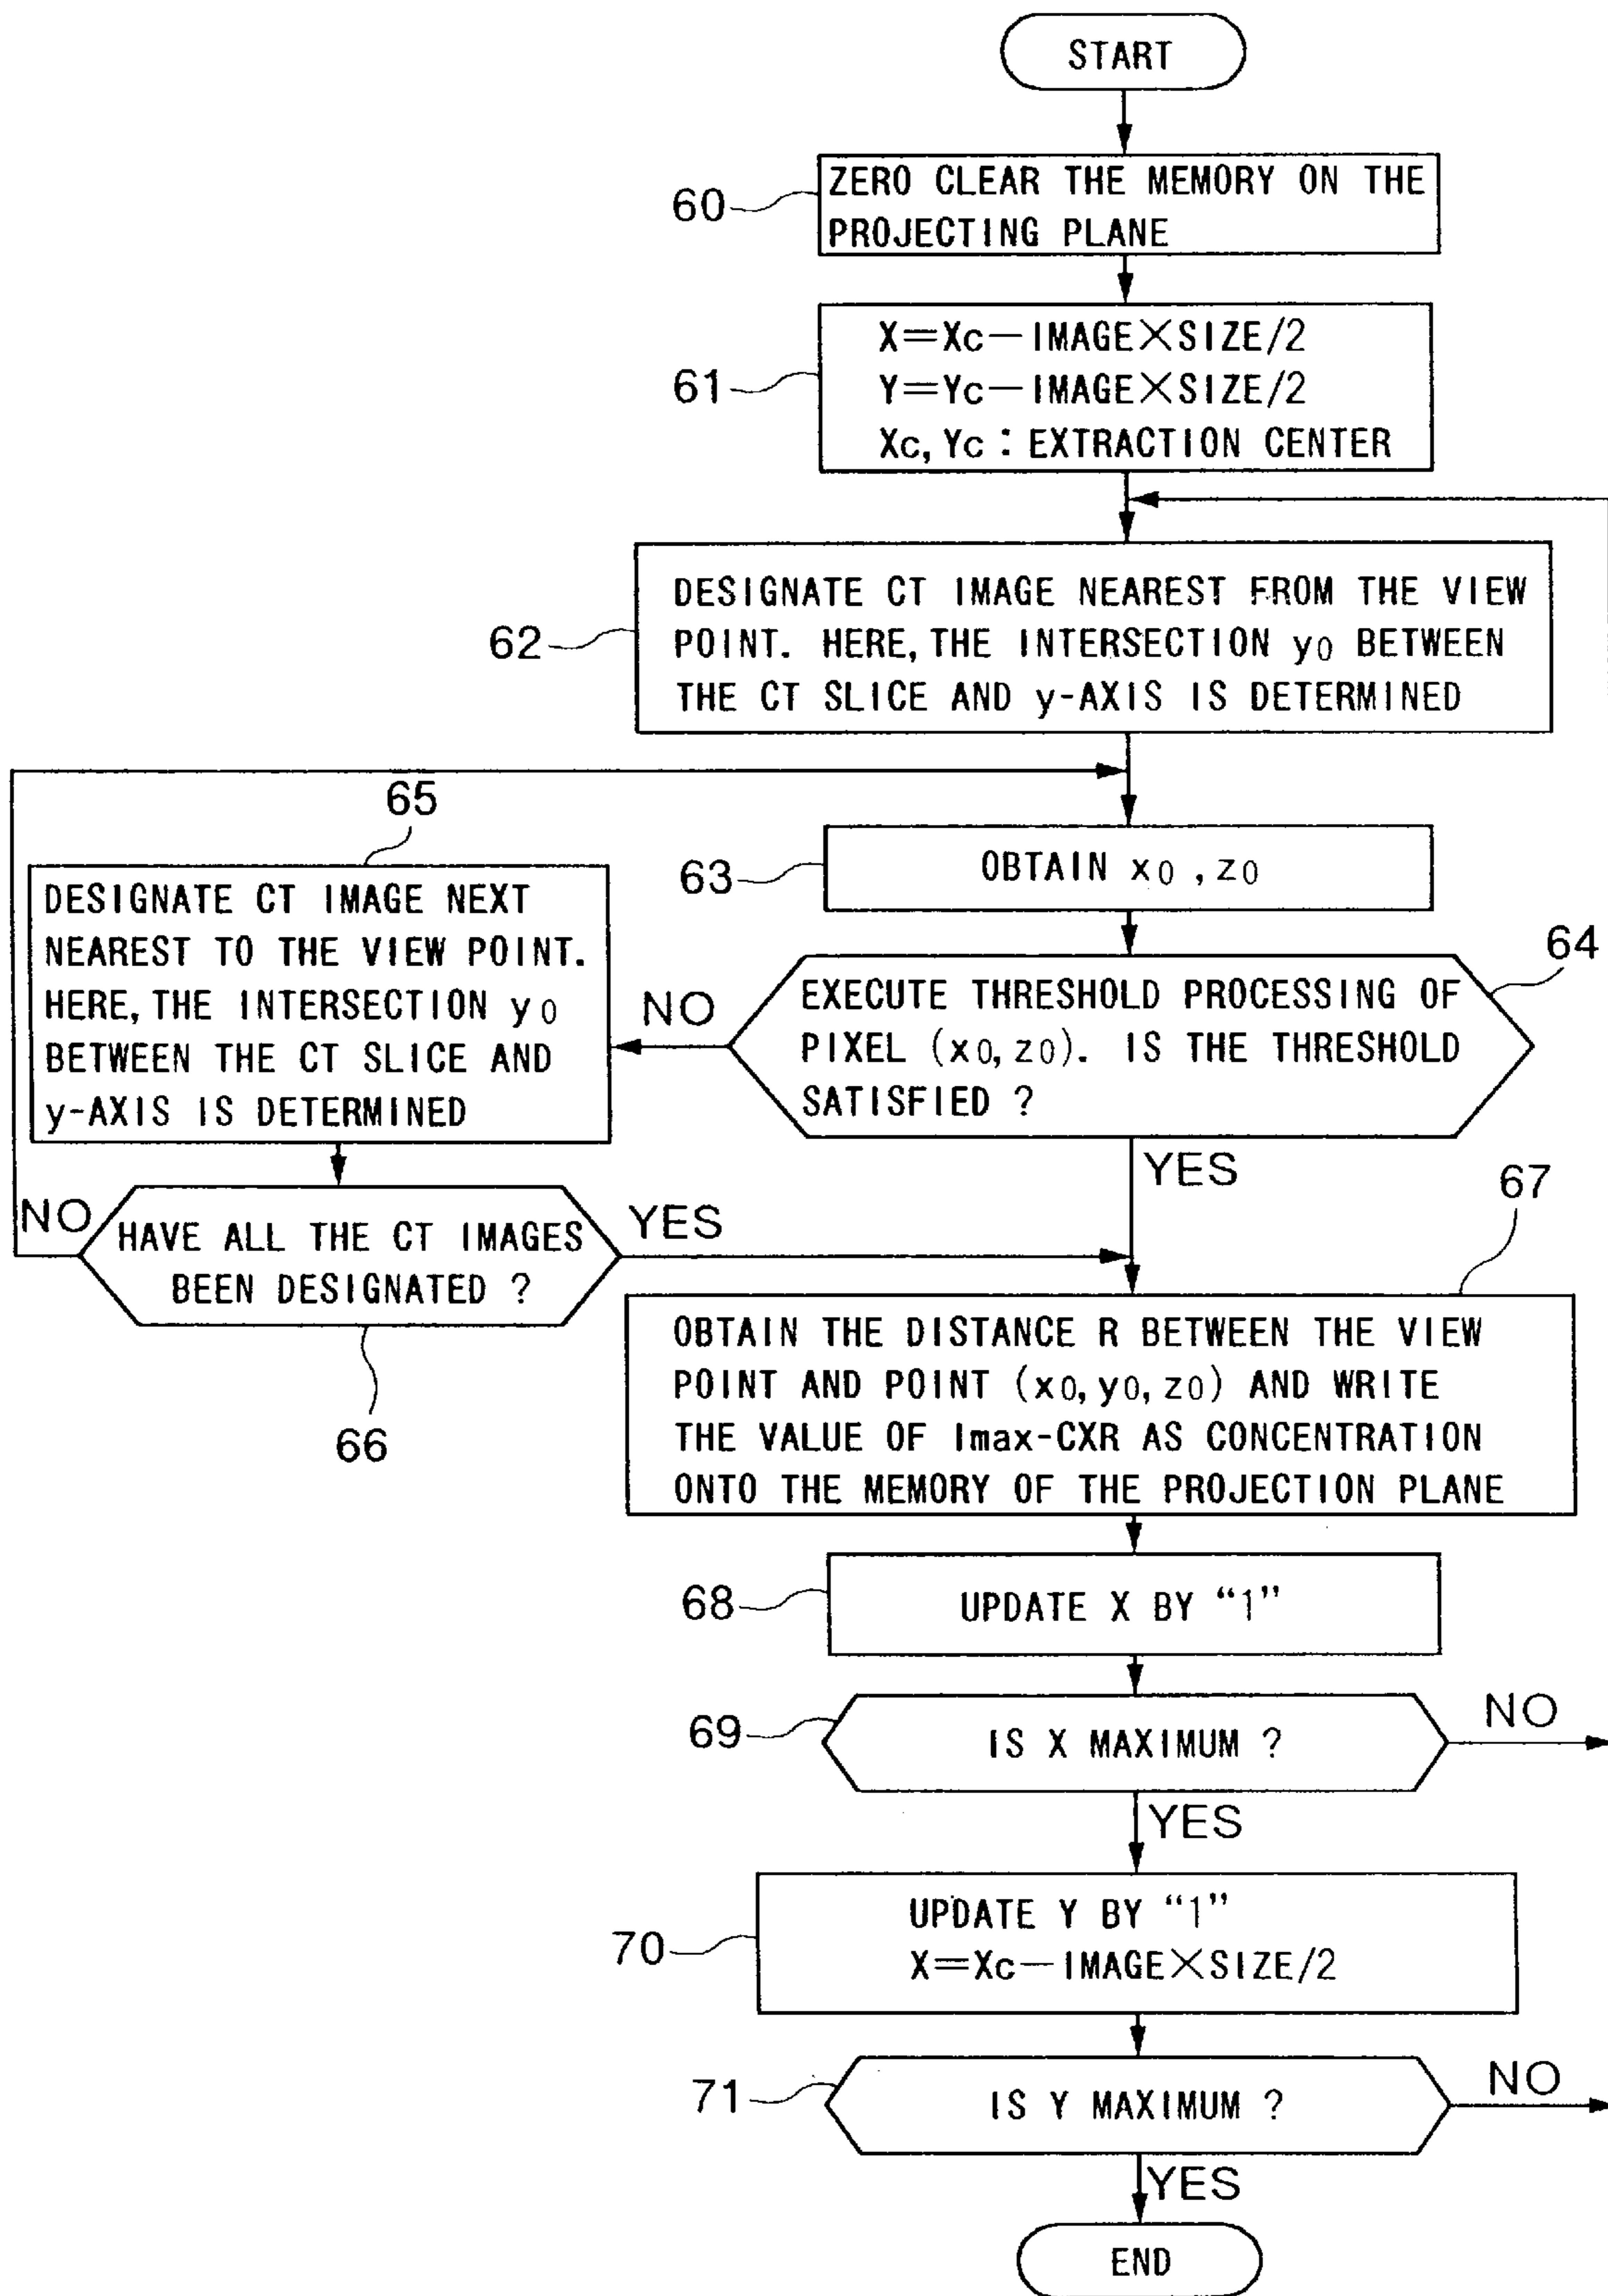 START
60
ZERO CLEAR THE MEMORY ON THE
PROJECTING PLANE
61
X=Xc-IMAGE×SIZE/2
Y=Yc-IMAGE×SIZE/2
Xc, Yc : EXTRACTION CENTER
62
DESIGNATE CT IMAGE NEAREST FROM THE VIEW
POINT. HERE, THE INTERSECTION y0 BETWEEN
THE CT SLICE AND y-AXIS IS DETERMINED
63
OBTAIN x0 , z0
64
EXECUTE THRESHOLD PROCESSING OF
PIXEL (x0, z0). IS THE THRESHOLD
SATISFIED ?
NO
YES
65
DESIGNATE CT IMAGE NEXT
NEAREST TO THE VIEW POINT.
HERE, THE INTERSECTION y0
BETWEEN THE CT SLICE AND
y-AXIS IS DETERMINED
NO
HAVE ALL THE CT IMAGES
BEEN DESIGNATED ?
YES
66
67
OBTAIN THE DISTANCE R BETWEEN THE VIEW
POINT AND POINT (x0, y0, z0) AND WRITE
THE VALUE OF Imax-CXR AS CONCENTRATION
ONTO THE MEMORY OF THE PROJECTION PLANE
68
UPDATE X BY “1”
69
IS X MAXIMUM ?
NO
YES
70
UPDATE Y BY “1”
X=Xc-IMAGE×SIZE/2
71
IS Y MAXIMUM ?
NO
YES
END